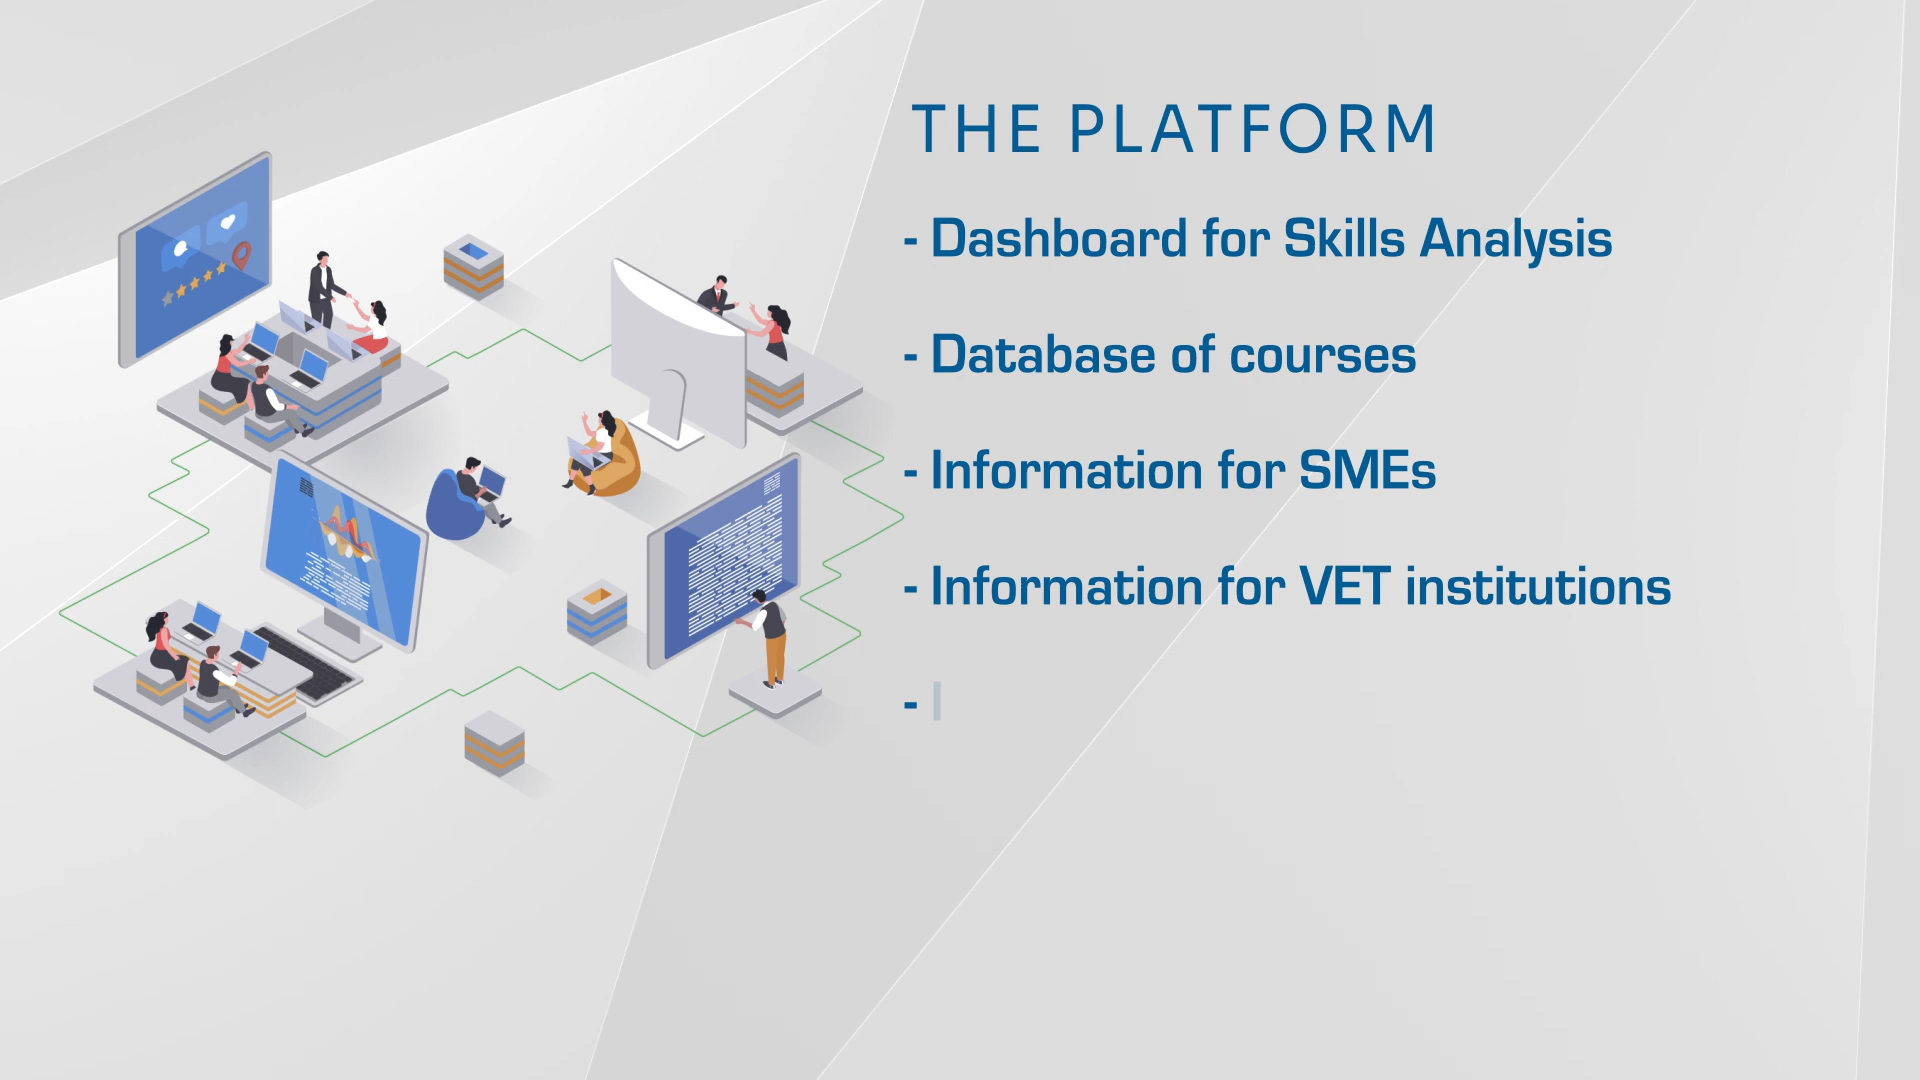 THE PLATFORM
- Dashboard for Skills Analysis
- Database of courses
- Information for SMEs
- Information for VET institutions
- I